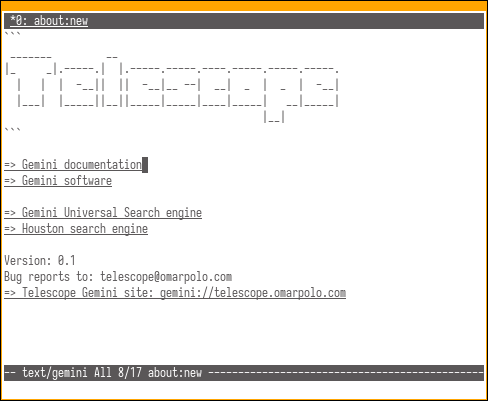 *0: about:new
```
 _______         __
|_     _|.-----.|  |.-----.-----.----.-----.-----.-----.
  |   |  |  -__||  ||  -__|__ --|  __|  _  |  _  |  -__|
  |___|  |_____||__||_____|_____|____|_____|   __|_____|
                                           |__|
```
=> Gemini documentation
=> Gemini software
=> Gemini Universal Search engine
=> Houston search engine
Version: 0.1
Bug reports to: telescope@omarpolo.com
=> Telescope Gemini site: gemini://telescope.omarpolo.com
-- text/gemini All 8/17 about:new ----------------------------------------------